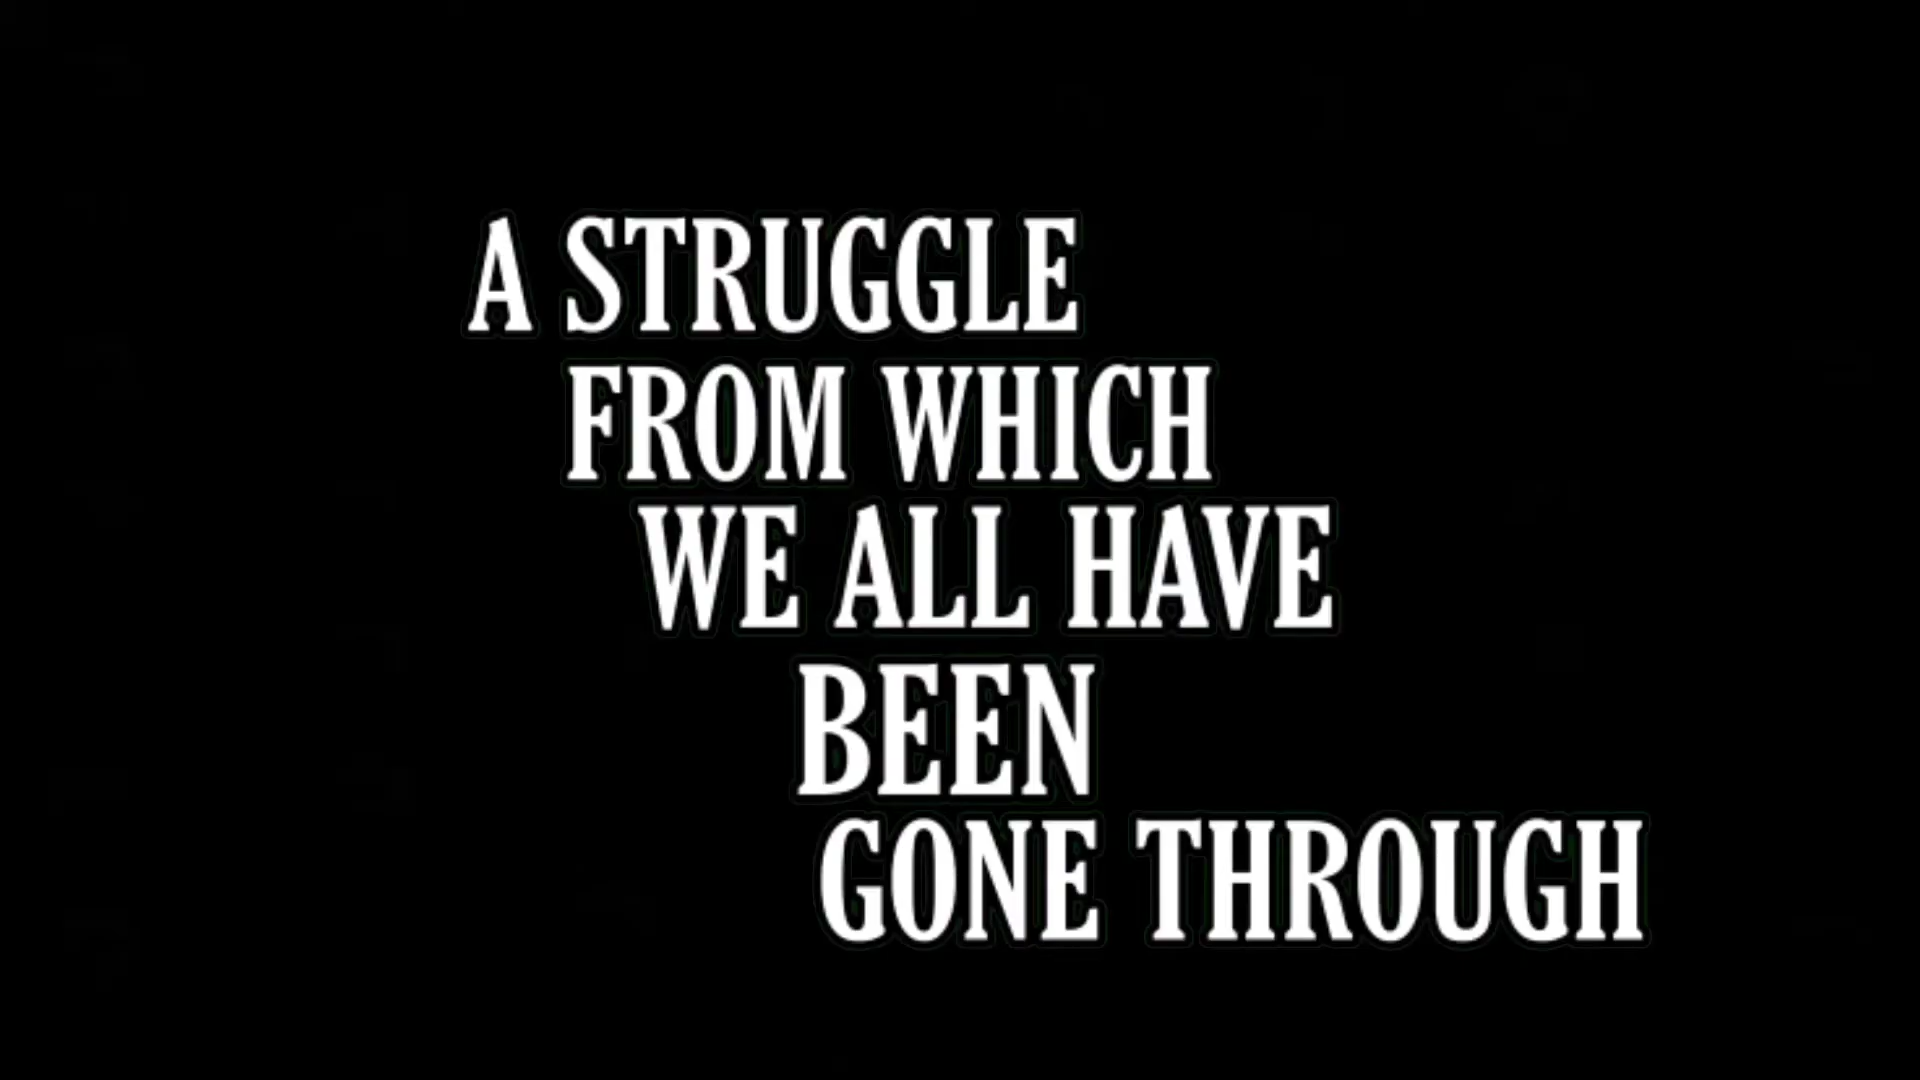 A STRUGGLE
FROM WHICH
WE ALL HAVE
BEEN
GONE THROUGH